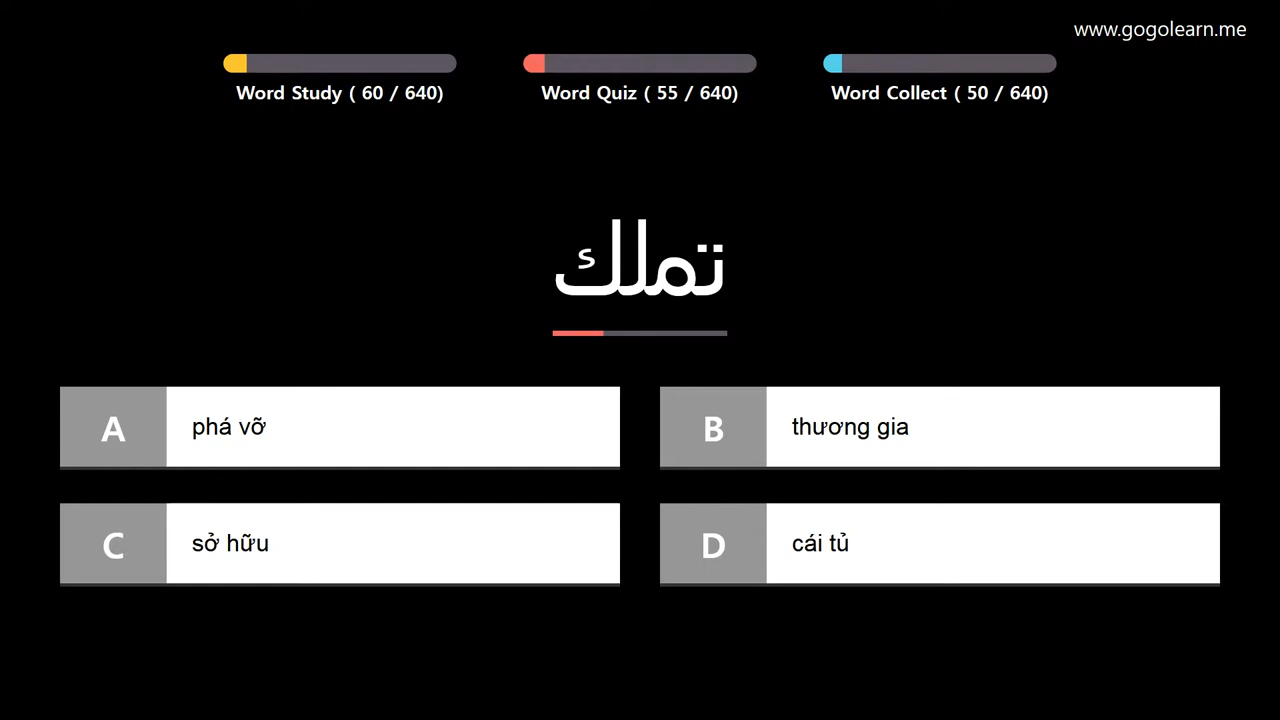 www.gogolearn.me
Word Study ( 60 / 640)
Word Quiz ( 55 / 640)
Word Collect ( 50 / 640)
تملك
A phá vỡ
B thương gia
C sở hữu
D cái tủ